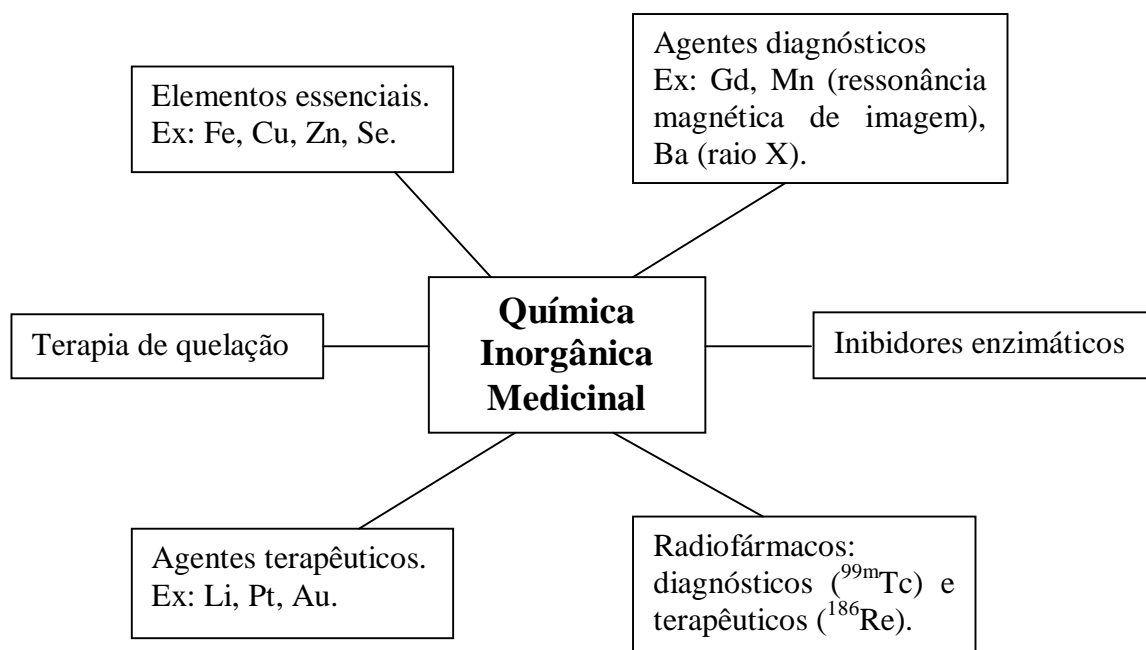 Elementos essenciais.
Ex: Fe, Cu, Zn, Se.
Agentes diagnósticos
Ex: Gd, Mn (ressonância
magnética de imagem),
Ba (raio X).
Terapia de quelação
Química
Inorgânica
Medicinal
Inibidores enzimáticos
Agentes terapêuticos.
Ex: Li, Pt, Au.
Radiofármacos:
diagnósticos (⁹⁹ᵐTc) e
terapêuticos (¹⁸⁶Re).